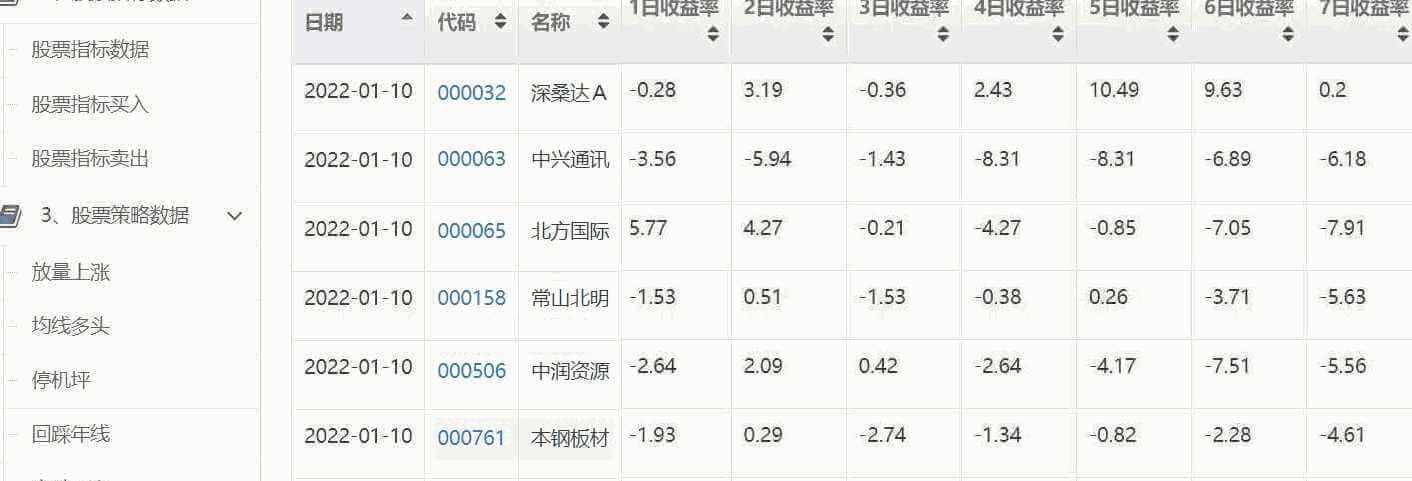 股票指标数据
股票指标买入
股票指标卖出
3、股票策略数据
放量上涨
均线多头
停机坪
回踩年线
日期 代码 名称 1日收益率 2日收益率 3日收益率 4日收益率 5日收益率 6日收益率 7日收益率
2022-01-10 000032 深桑达A -0.28 3.19 -0.36 2.43 10.49 9.63 0.2
2022-01-10 000063 中兴通讯 -3.56 -5.94 -1.43 -8.31 -8.31 -6.89 -6.18
2022-01-10 000065 北方国际 5.77 4.27 -0.21 -4.27 -0.85 -7.05 -7.91
2022-01-10 000158 常山北明 -1.53 0.51 -1.53 -0.38 0.26 -3.71 -5.63
2022-01-10 000506 中润资源 -2.64 2.09 0.42 -2.64 -4.17 -7.51 -5.56
2022-01-10 000761 本钢板材 -1.93 0.29 -2.74 -1.34 -0.82 -2.28 -4.61